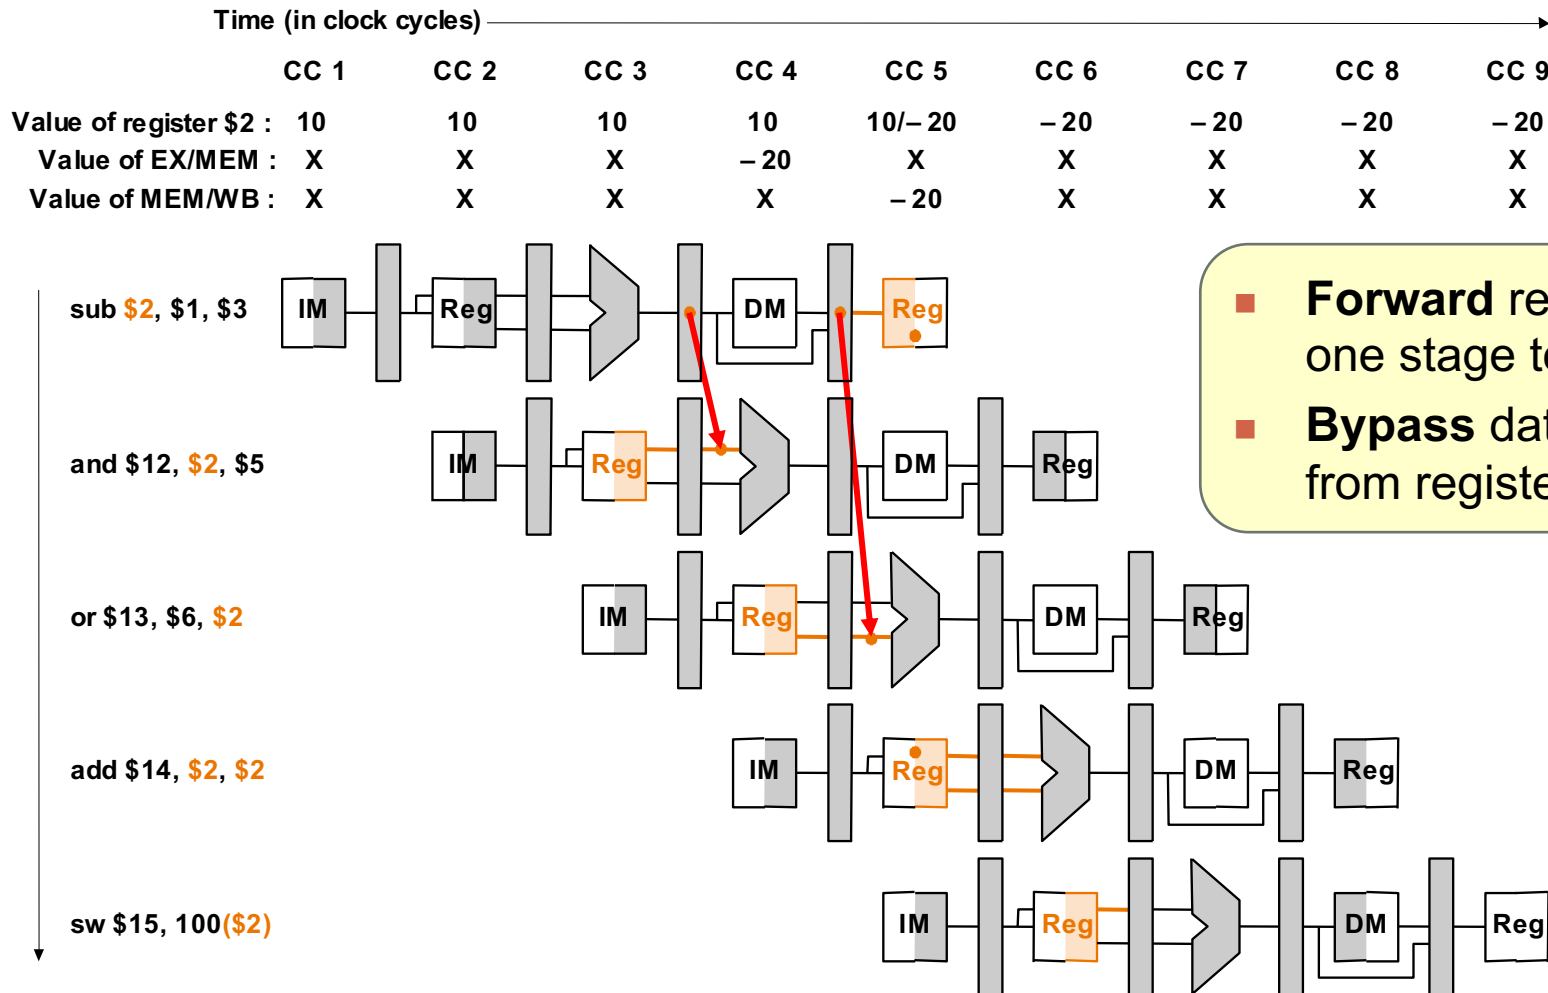 Time (in clock cycles)
CC 1 CC 2 CC 3 CC 4 CC 5 CC 6 CC 7 CC 8 CC 9
Value of register $2 : 10 10 10 10 10/– 20 – 20 – 20 – 20 – 20
Value of EX/MEM : X X X – 20 X X X X X
Value of MEM/WB : X X X X – 20 X X X X
sub $2, $1, $3 IM Reg DM Reg
Forward re
one stage to
Bypass dat
from registe
and $12, $2, $5 IM Reg DM Reg
or $13, $6, $2 IM Reg DM Reg
add $14, $2, $2 IM Reg DM Reg
sw $15, 100($2) IM Reg DM Reg